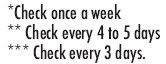 *Check once a week
** Check every 4 to 5 days
*** Check every 3 days.